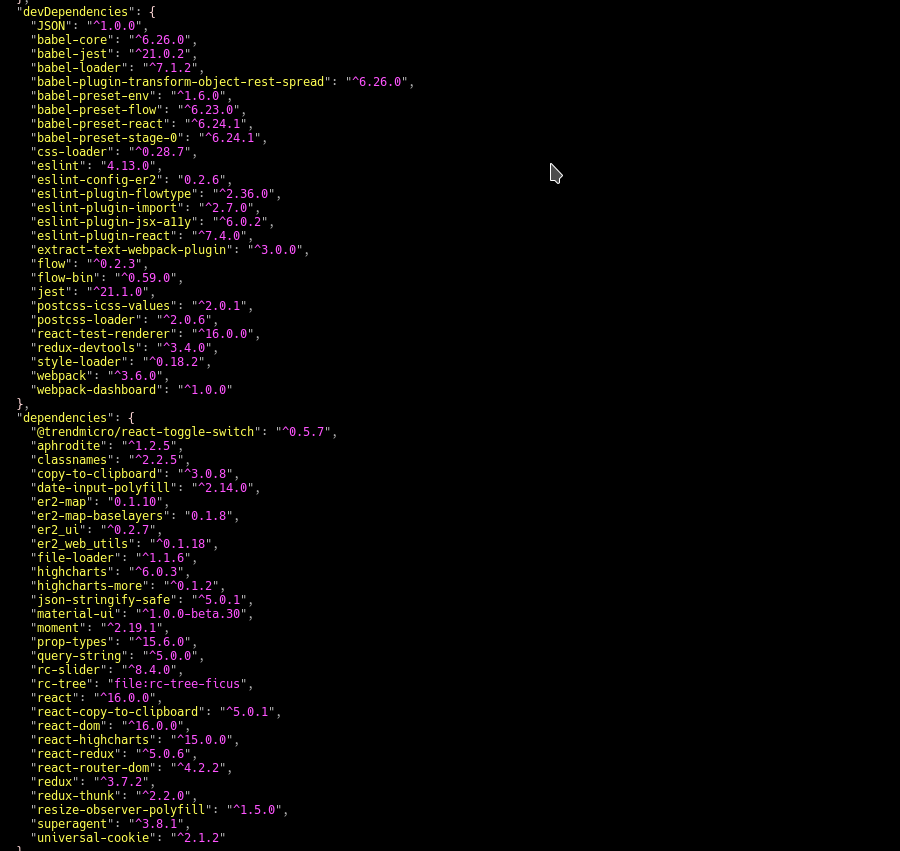 },
"devDependencies": {
"JSON": "^1.0.0",
"babel-core": "^6.26.0",
"babel-jest": "^21.0.2",
"babel-loader": "^7.1.2",
"babel-plugin-transform-object-rest-spread": "^6.26.0",
"babel-preset-env": "^1.6.0",
"babel-preset-flow": "^6.23.0",
"babel-preset-react": "^6.24.1",
"babel-preset-stage-0": "^6.24.1",
"css-loader": "^0.28.7",
"eslint": "4.13.0",
"eslint-config-er2": "0.2.6",
"eslint-plugin-flowtype": "^2.36.0",
"eslint-plugin-import": "^2.7.0",
"eslint-plugin-jsx-a11y": "^6.0.2",
"eslint-plugin-react": "^7.4.0",
"extract-text-webpack-plugin": "^3.0.0",
"flow": "^0.2.3",
"flow-bin": "^0.59.0",
"jest": "^21.1.0",
"postcss-icss-values": "^2.0.1",
"postcss-loader": "^2.0.6",
"react-test-renderer": "^16.0.0",
"redux-devtools": "^3.4.0",
"style-loader": "^0.18.2",
"webpack": "^3.6.0",
"webpack-dashboard": "^1.0.0"
},
"dependencies": {
"@trendmicro/react-toggle-switch": "^0.5.7",
"aphrodite": "^1.2.5",
"classnames": "^2.2.5",
"copy-to-clipboard": "^3.0.8",
"date-input-polyfill": "^2.14.0",
"er2-map": "0.1.10",
"er2-map-baselayers": "0.1.8",
"er2_ui": "^0.2.7",
"er2_web_utils": "^0.1.18",
"file-loader": "^1.1.6",
"highcharts": "^6.0.3",
"highcharts-more": "^0.1.2",
"json-stringify-safe": "^5.0.1",
"material-ui": "^1.0.0-beta.30",
"moment": "^2.19.1",
"prop-types": "^15.6.0",
"query-string": "^5.0.0",
"rc-slider": "^8.4.0",
"rc-tree": "file:rc-tree-ficus",
"react": "^16.0.0",
"react-copy-to-clipboard": "^5.0.1",
"react-dom": "^16.0.0",
"react-highcharts": "^15.0.0",
"react-redux": "^5.0.6",
"react-router-dom": "^4.2.2",
"redux": "^3.7.2",
"redux-thunk": "^2.2.0",
"resize-observer-polyfill": "^1.5.0",
"superagent": "^3.8.1",
"universal-cookie": "^2.1.2"
}